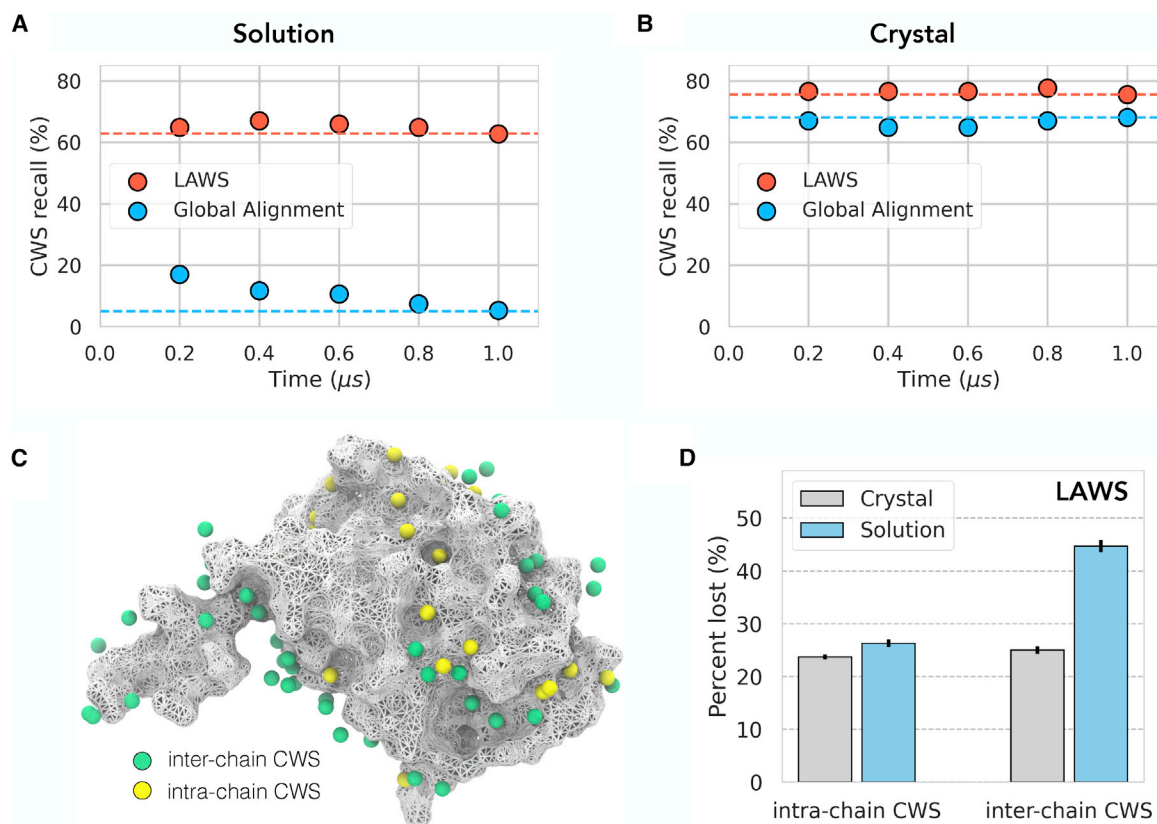 A
Solution
80
60
40
20
0
CWS recall (%)
LAWS
Global Alignment
0.0 0.2 0.4 0.6 0.8 1.0
Time (μs)
B
Crystal
80
60
40
20
0
CWS recall (%)
LAWS
Global Alignment
0.0 0.2 0.4 0.6 0.8 1.0
Time (μs)
C
inter-chain CWS
intra-chain CWS
D
LAWS
Crystal
Solution
50
40
30
20
10
0
Percent lost (%)
intra-chain CWS inter-chain CWS